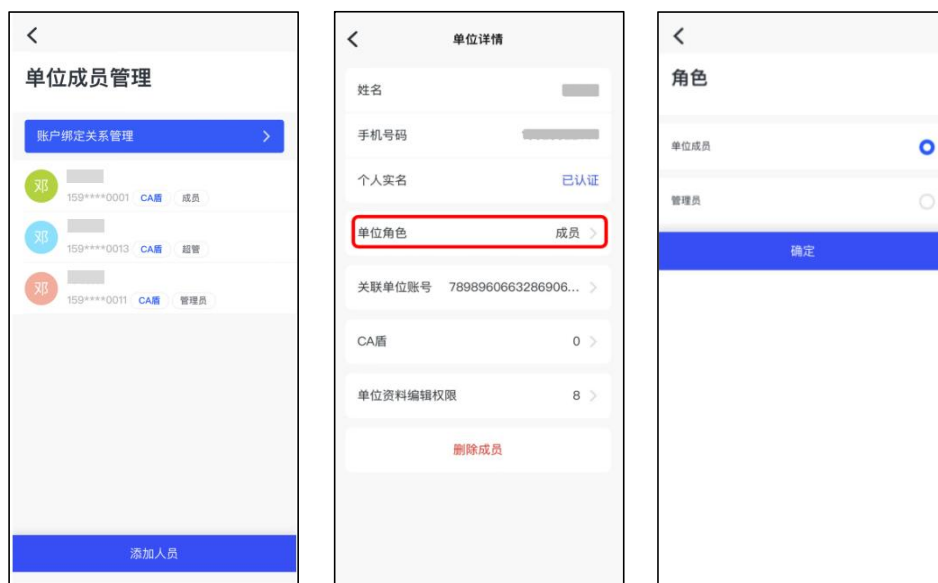 单位成员管理
账户绑定关系管理
邓
159****0001 CA盾 成员
邓
159****0013 CA盾 超管
邓
159****0011 CA盾 管理员
添加人员
单位详情
姓名
手机号码
个人实名 已认证
单位角色 成员
关联单位账号 7898960663286906...
CA盾 0
单位资料编辑权限 8
删除成员
角色
单位成员
管理员
确定